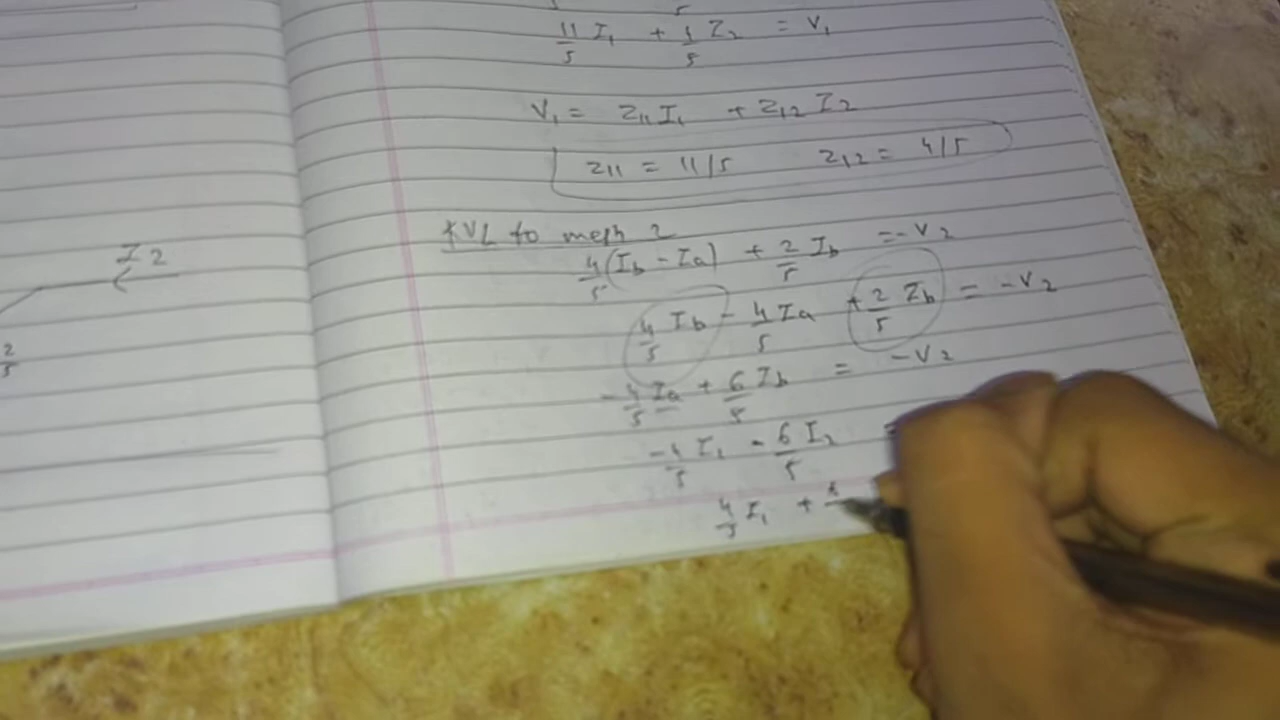 I2
2/5
11/5 I1 + 4/5 I2 = V1
V1 = Z11 I1 + Z12 I2
Z11 = 11/5 Z12 = 4/5
KVL to mesh 2
4/5 (Ib - Ia) + 2/5 Ib = -V2
4/5 Ib - 4/5 Ia + 2/5 Ib = -V2
-4/5 Ia + 6/5 Ib = -V2
-4/5 I1 - 6/5 I2 =
4/5 I1 +